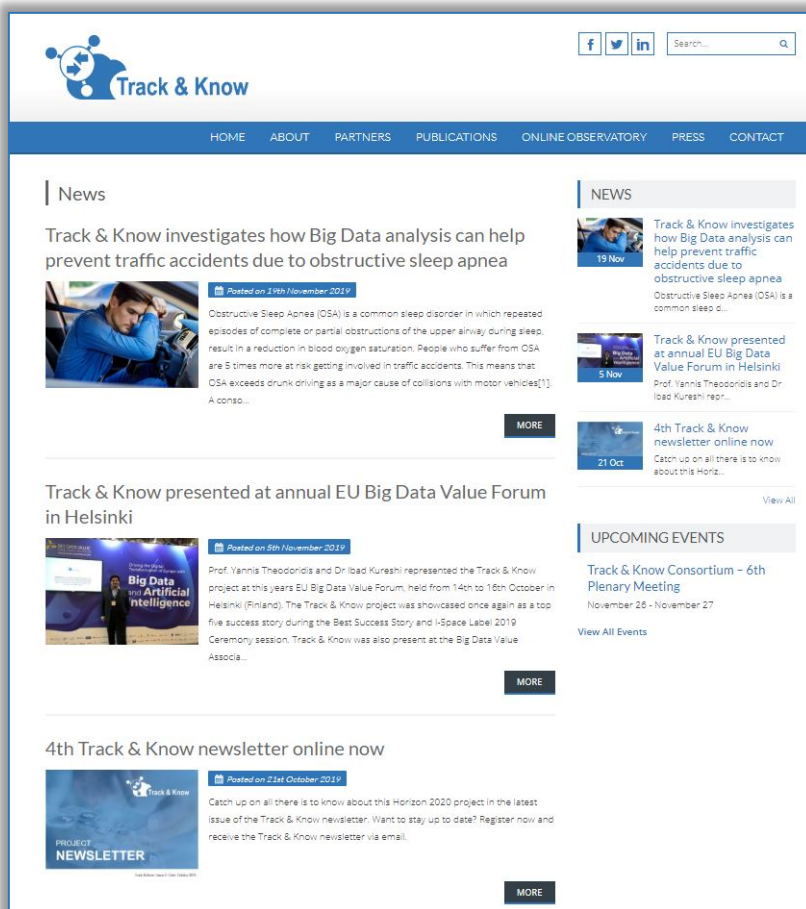 Track & Know
Search...
HOME ABOUT PARTNERS PUBLICATIONS ONLINE OBSERVATORY PRESS CONTACT
News
Track & Know investigates how Big Data analysis can help
prevent traffic accidents due to obstructive sleep apnea
Posted on 19th November 2019
Obstructive Sleep Apnea (OSA) is a common sleep disorder in which repeated
episodes of complete or partial obstructions of the upper airway during sleep,
result in a reduction in blood oxygen saturation. People who suffer from OSA
are 5 times more at risk getting involved in traffic accidents. This means that
OSA exceeds drunk driving as a major cause of collisions with motor vehicles[1].
A conso...
MORE
Track & Know presented at annual EU Big Data Value Forum
in Helsinki
Big Data
and Artificial
Intelligence
Posted on 5th November 2019
Prof. Yannis Theodoridis and Dr Ibad Kureshi represented the Track & Know
project at this years EU Big Data Value Forum, held from 14th to 16th October in
Helsinki (Finland). The Track & Know project was showcased once again as a top
five success story during the Best Success Story and I-Space Label 2019
Ceremony session. Track & Know was also present at the Big Data Value
Associa...
MORE
4th Track & Know newsletter online now
Track & Know
PROJECT
NEWSLETTER
Posted on 21st October 2019
Catch up on all there is to know about this Horizon 2020 project in the latest
issue of the Track & Know newsletter. Want to stay up to date? Register now and
receive the Track & Know newsletter via email.
MORE
NEWS
19 Nov
Track & Know investigates
how Big Data analysis can
help prevent traffic
accidents due to
obstructive sleep apnea
Obstructive Sleep Apnea (OSA) is a
common sleep d...
5 Nov
Track & Know presented
at annual EU Big Data
Value Forum in Helsinki
Prof. Yannis Theodoridis and Dr
Ibad Kureshi repr...
21 Oct
4th Track & Know
newsletter online now
Catch up on all there is to know
about this Horiz...
View All
UPCOMING EVENTS
Track & Know Consortium – 6th
Plenary Meeting
November 26 - November 27
View All Events